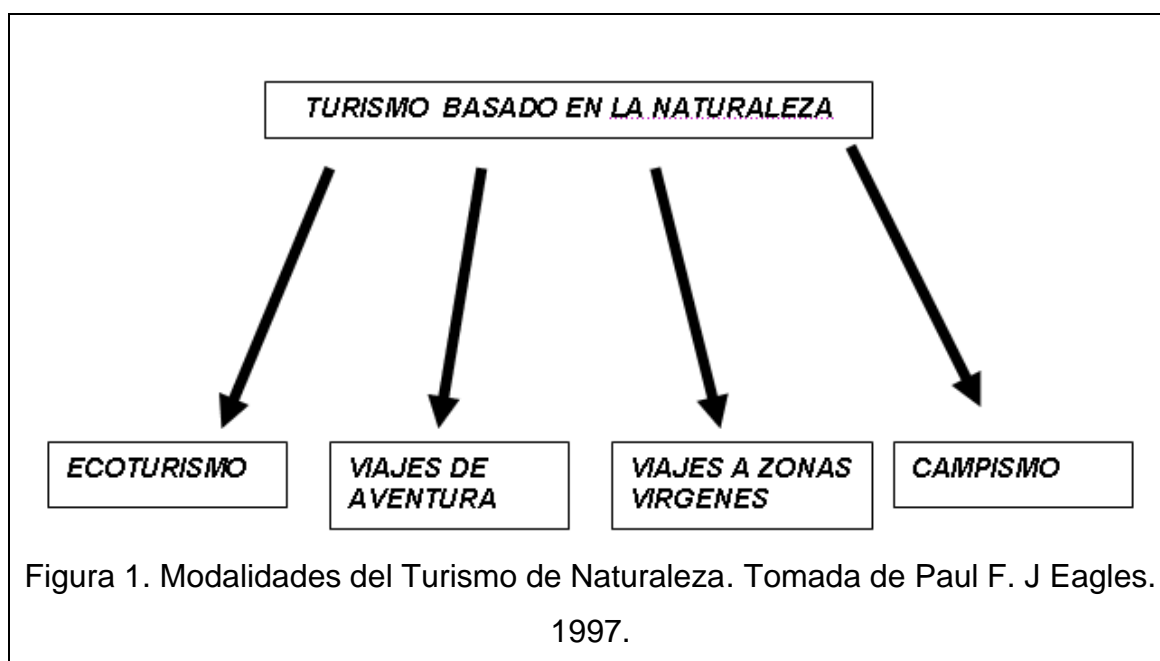 TURISMO BASADO EN LA NATURALEZA
ECOTURISMO
VIAJES DE
AVENTURA
VIAJES A ZONAS
VIRGENES
CAMPISMO
Figura 1. Modalidades del Turismo de Naturaleza. Tomada de Paul F. J Eagles.
1997.